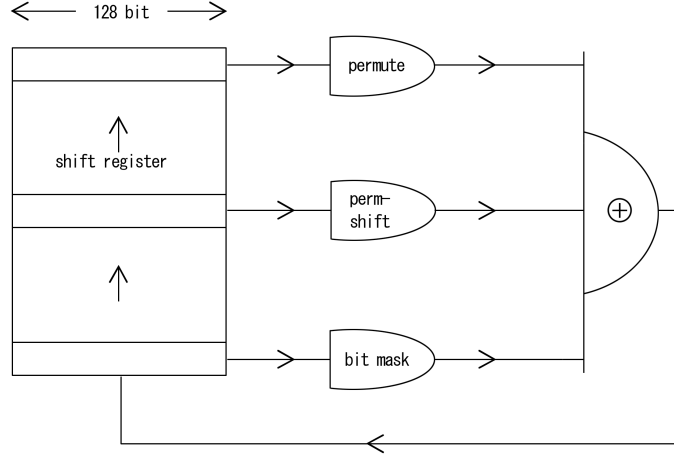 128 bit
permute
shift register
perm-
shift
bit mask